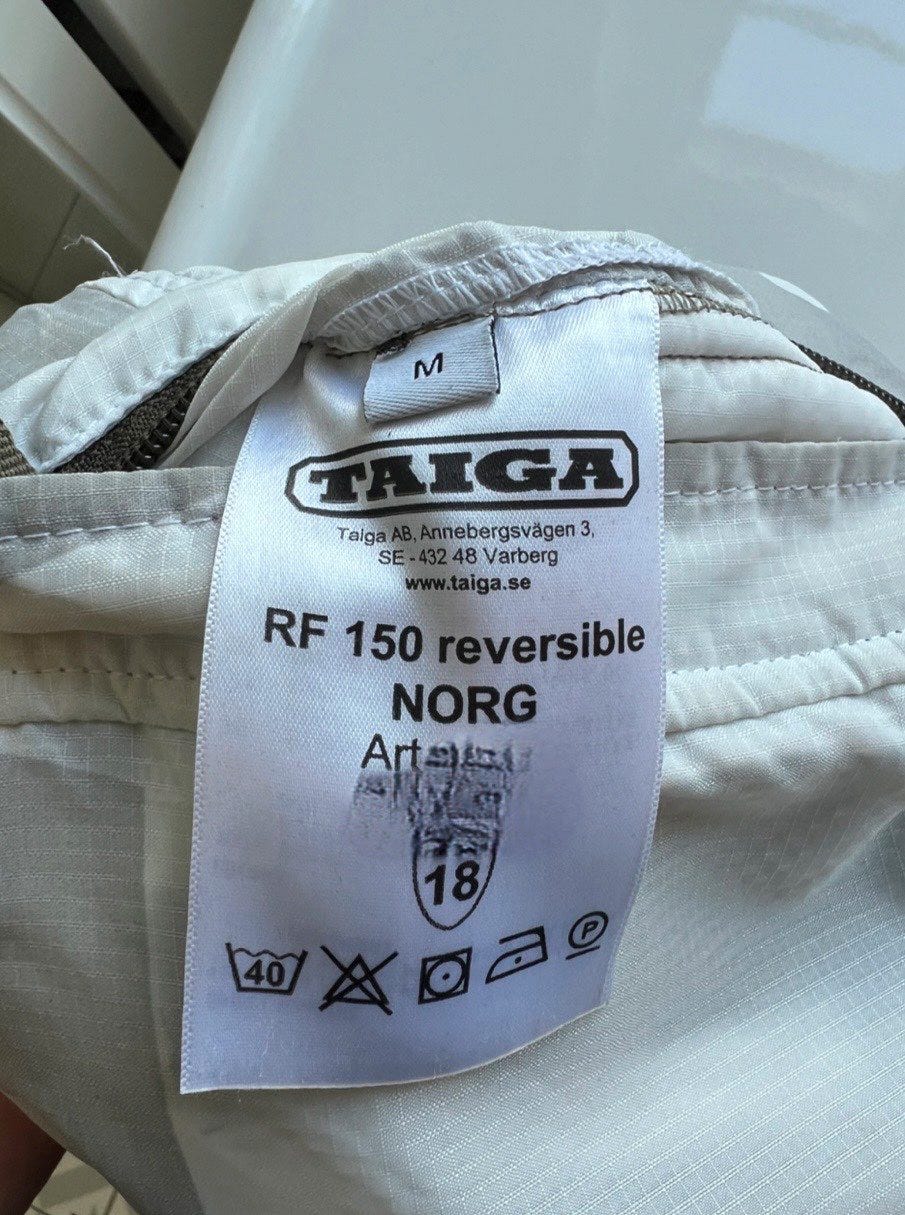 M
TAIGA
Taiga AB, Annebergsvägen 3,
SE - 432 48 Varberg
www.taiga.se
RF 150 reversible
NORG
Art
18
40
P